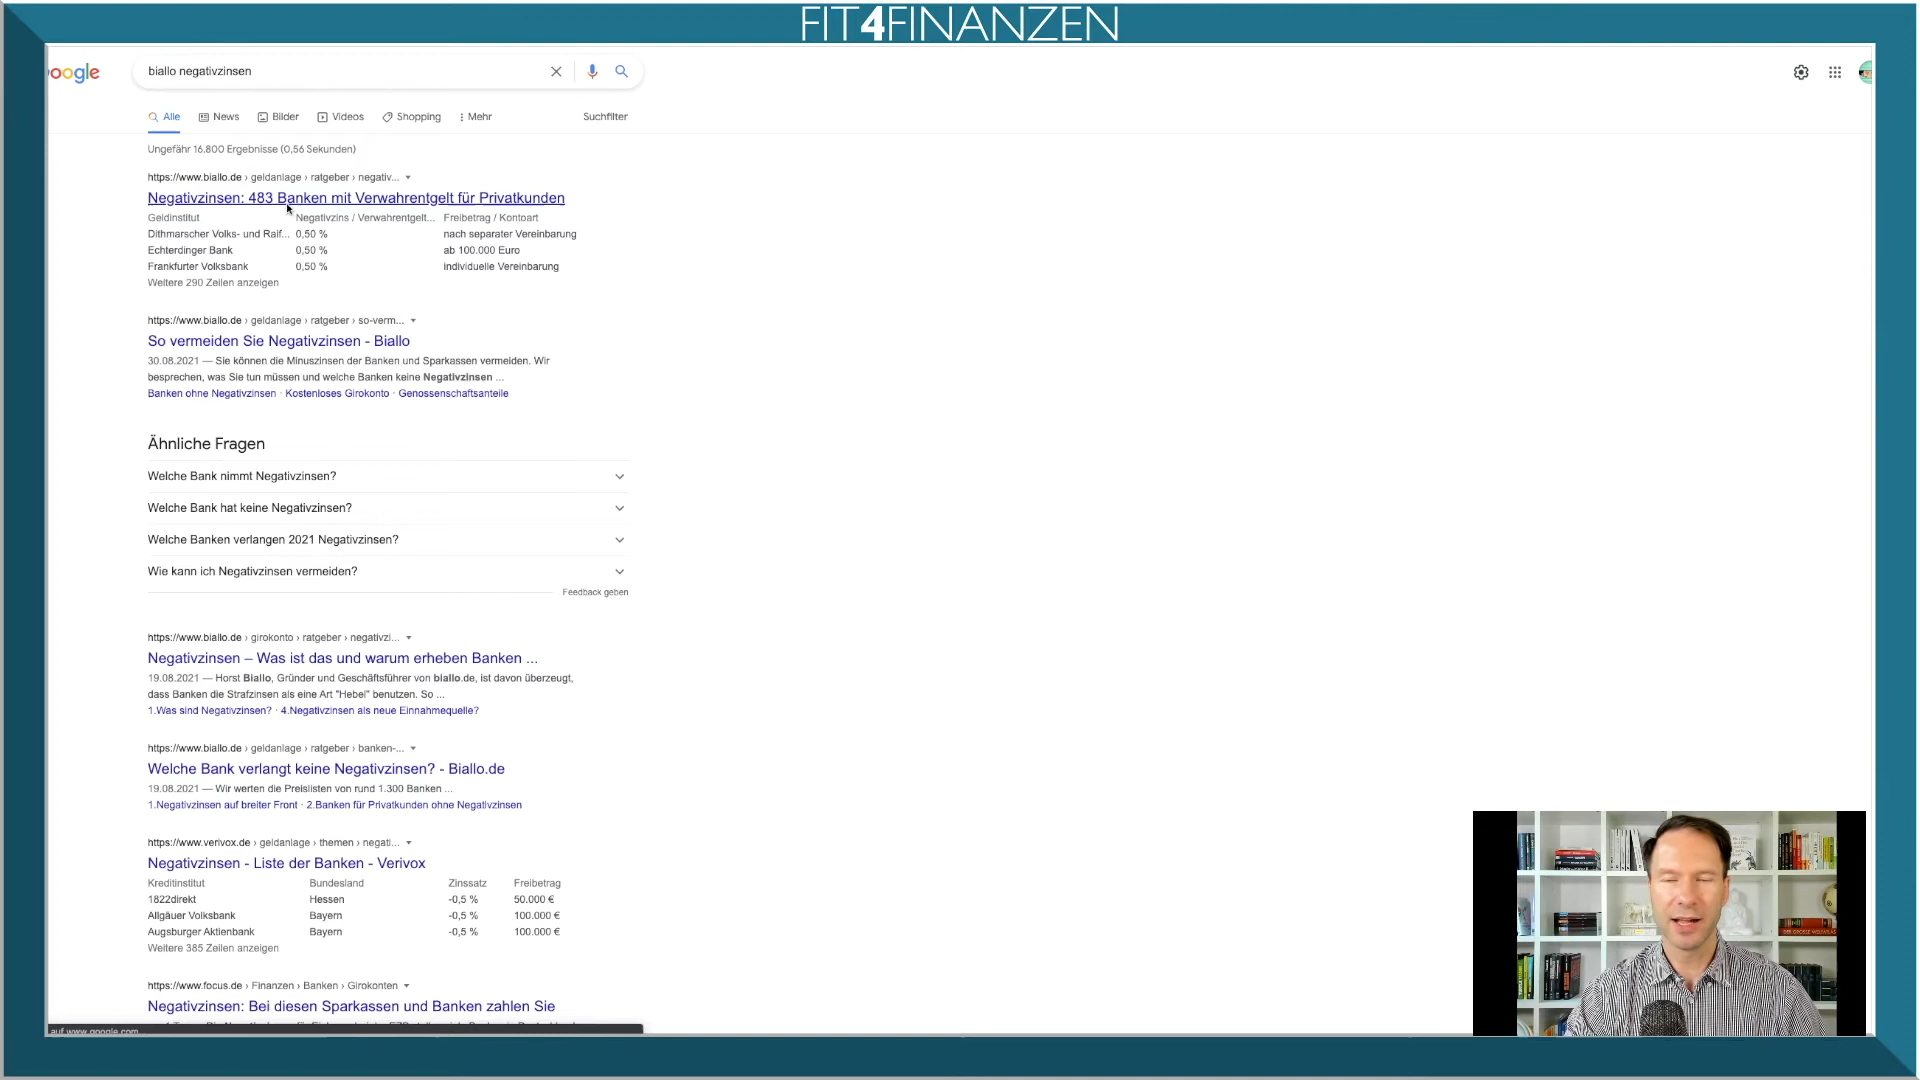 FIT4FINANZEN
oogle
biallo negativzinsen
Alle News Bilder Videos Shopping Mehr Suchfilter
Ungefähr 16.800 Ergebnisse (0,56 Sekunden)
https://www.biallo.de › geldanlage › ratgeber › negativ...
Negativzinsen: 483 Banken mit Verwahrentgelt für Privatkunden
Geldinstitut Negativzins / Verwahrentgelt... Freibetrag / Kontoart
Dithmarscher Volks- und Raif... 0,50 % nach separater Vereinbarung
Echterdinger Bank 0,50 % ab 100.000 Euro
Frankfurter Volksbank 0,50 % individuelle Vereinbarung
Weitere 290 Zeilen anzeigen
https://www.biallo.de › geldanlage › ratgeber › so-verm...
So vermeiden Sie Negativzinsen - Biallo
30.08.2021 — Sie können die Minuszinsen der Banken und Sparkassen vermeiden. Wir
besprechen, was Sie tun müssen und welche Banken keine Negativzinsen ...
Banken ohne Negativzinsen · Kostenloses Girokonto · Genossenschaftsanteile
Ähnliche Fragen
Welche Bank nimmt Negativzinsen?
Welche Bank hat keine Negativzinsen?
Welche Banken verlangen 2021 Negativzinsen?
Wie kann ich Negativzinsen vermeiden?
Feedback geben
https://www.biallo.de › girokonto › ratgeber › negativzi...
Negativzinsen – Was ist das und warum erheben Banken ...
19.08.2021 — Horst Biallo, Gründer und Geschäftsführer von biallo.de, ist davon überzeugt,
dass Banken die Strafzinsen als eine Art "Hebel" benutzen. So ...
1.Was sind Negativzinsen? · 4.Negativzinsen als neue Einnahmequelle?
https://www.biallo.de › geldanlage › ratgeber › banken-...
Welche Bank verlangt keine Negativzinsen? - Biallo.de
19.08.2021 — Wir werten die Preislisten von rund 1.300 Banken ...
1.Negativzinsen auf breiter Front · 2.Banken für Privatkunden ohne Negativzinsen
https://www.verivox.de › geldanlage › themen › negati...
Negativzinsen - Liste der Banken - Verivox
Kreditinstitut Bundesland Zinssatz Freibetrag
1822direkt Hessen -0,5 % 50.000 €
Allgäuer Volksbank Bayern -0,5 % 100.000 €
Augsburger Aktienbank Bayern -0,5 % 100.000 €
Weitere 385 Zeilen anzeigen
https://www.focus.de › Finanzen › Banken › Girokonten
Negativzinsen: Bei diesen Sparkassen und Banken zahlen Sie
auf www.google.com...
DER GROSSE WELTATLAS